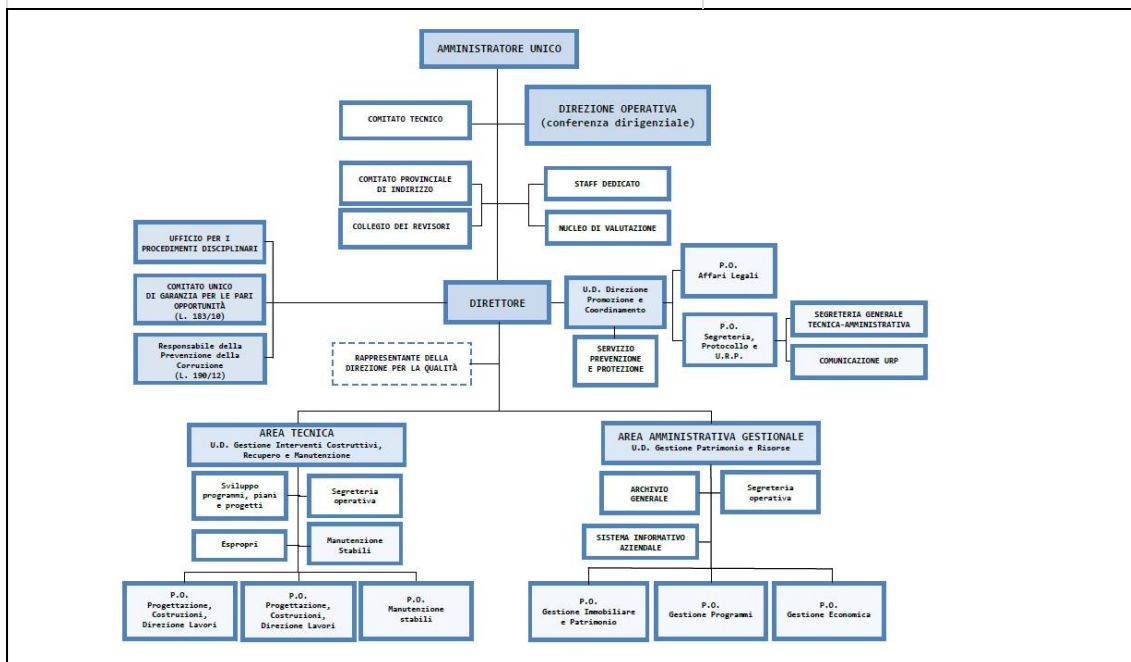 AMMINISTRATORE UNICO
COMITATO TECNICO
DIREZIONE OPERATIVA
(conferenza dirigenziale)
COMITATO PROVINCIALE
DI INDIRIZZO
STAFF DEDICATO
COLLEGIO DEI REVISORI
NUCLEO DI VALUTAZIONE
UFFICIO PER I
PROCEDIMENTI DISCIPLINARI
COMITATO UNICO
DI GARANZIA PER LE PARI
OPPORTUNITÀ
(L. 183/10)
Responsabile della
Prevenzione della
Corruzione
(L. 190/12)
DIRETTORE
U.D. Direzione
Promozione e
Coordinamento
P.O.
Affari Legali
P.O.
Segreteria,
Protocollo e
U.R.P.
SEGRETERIA GENERALE
TECNICA-AMMINISTRATIVA
COMUNICAZIONE URP
SERVIZIO
PREVENZIONE
E PROTEZIONE
RAPPRESENTANTE DELLA
DIREZIONE PER LA QUALITÀ
AREA TECNICA
U.D. Gestione Interventi Costruttivi,
Recupero e Manutenzione
Sviluppo
programmi, piani
e progetti
Segreteria
operativa
Espropri
Manutenzione
Stabili
P.O.
Progettazione,
Costruzioni,
Direzione Lavori
P.O.
Progettazione,
Costruzioni,
Direzione Lavori
P.O.
Manutenzione
stabili
AREA AMMINISTRATIVA GESTIONALE
U.D. Gestione Patrimonio e Risorse
ARCHIVIO
GENERALE
Segreteria
operativa
SISTEMA INFORMATIVO
AZIENDALE
P.O.
Gestione Immobiliare
e Patrimonio
P.O.
Gestione Programmi
P.O.
Gestione Economica